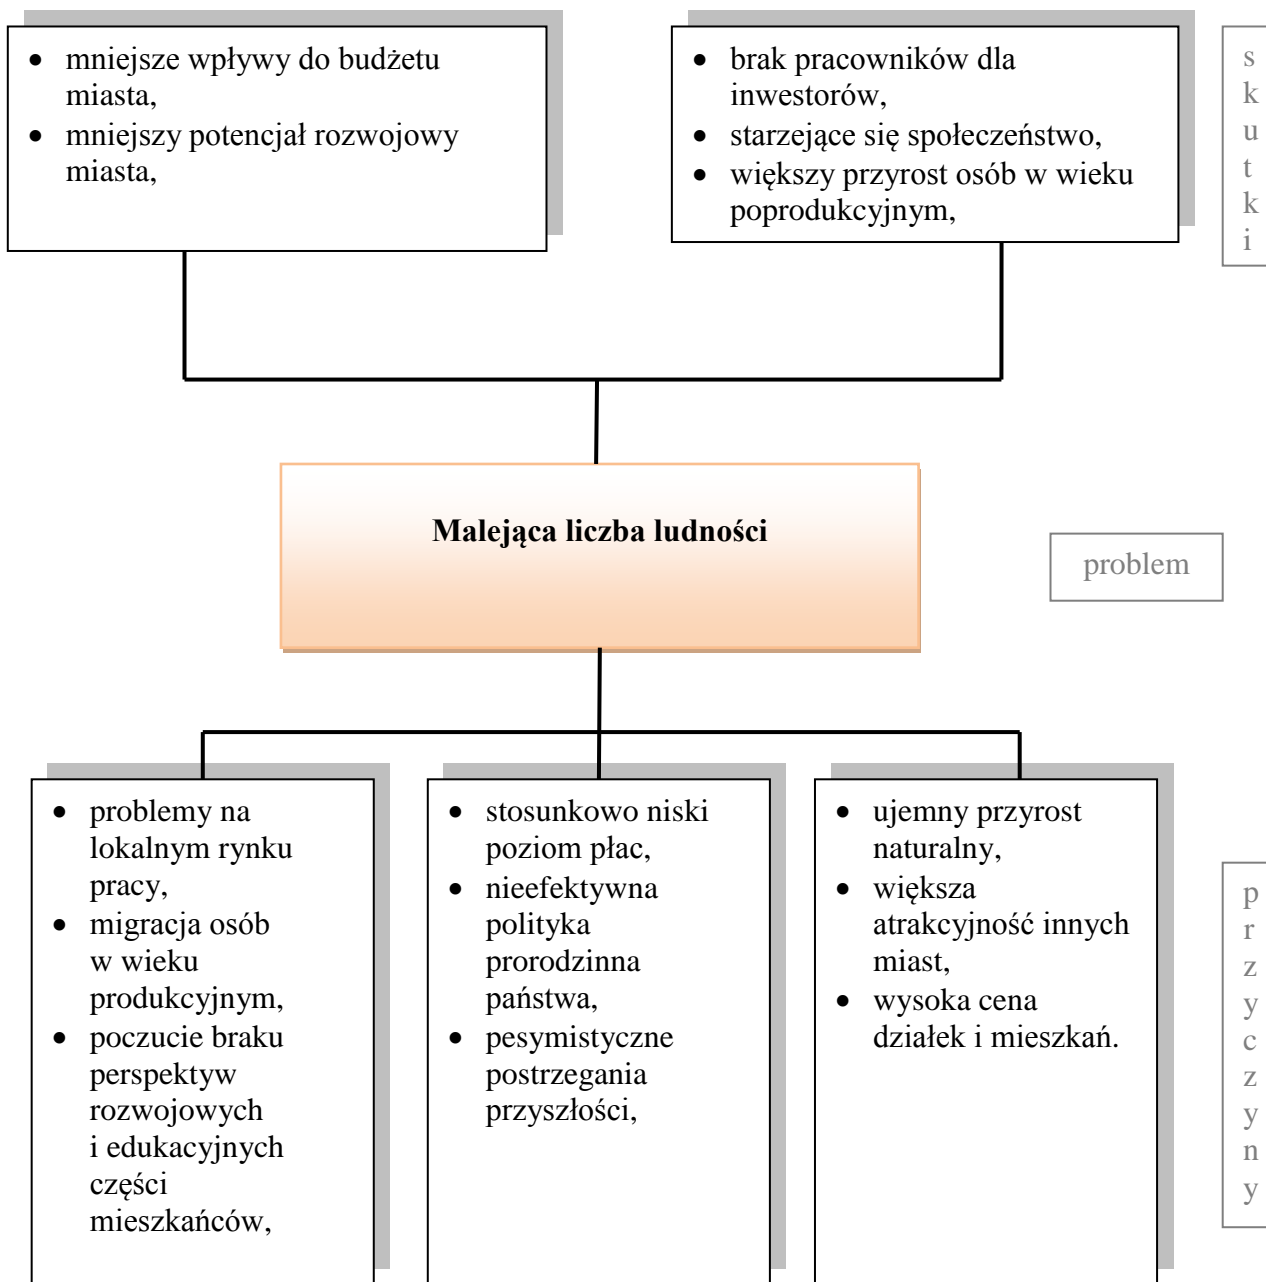 • mniejsze wpływy do budżetu
miasta,
• mniejszy potencjał rozwojowy
miasta,
• brak pracowników dla
inwestorów,
• starzejące się społeczeństwo,
• większy przyrost osób w wieku
poprodukcyjnym,
s
k
u
t
k
i
Malejąca liczba ludności
problem
• problemy na
lokalnym rynku
pracy,
• migracja osób
w wieku
produkcyjnym,
• poczucie braku
perspektyw
rozwojowych
i edukacyjnych
części
mieszkańców,
• stosunkowo niski
poziom płac,
• nieefektywna
polityka
prorodzinna
państwa,
• pesymistyczne
postrzegania
przyszłości,
• ujemny przyrost
naturalny,
• większa
atrakcyjność innych
miast,
• wysoka cena
działek i mieszkań.
p
r
z
y
c
z
y
n
y